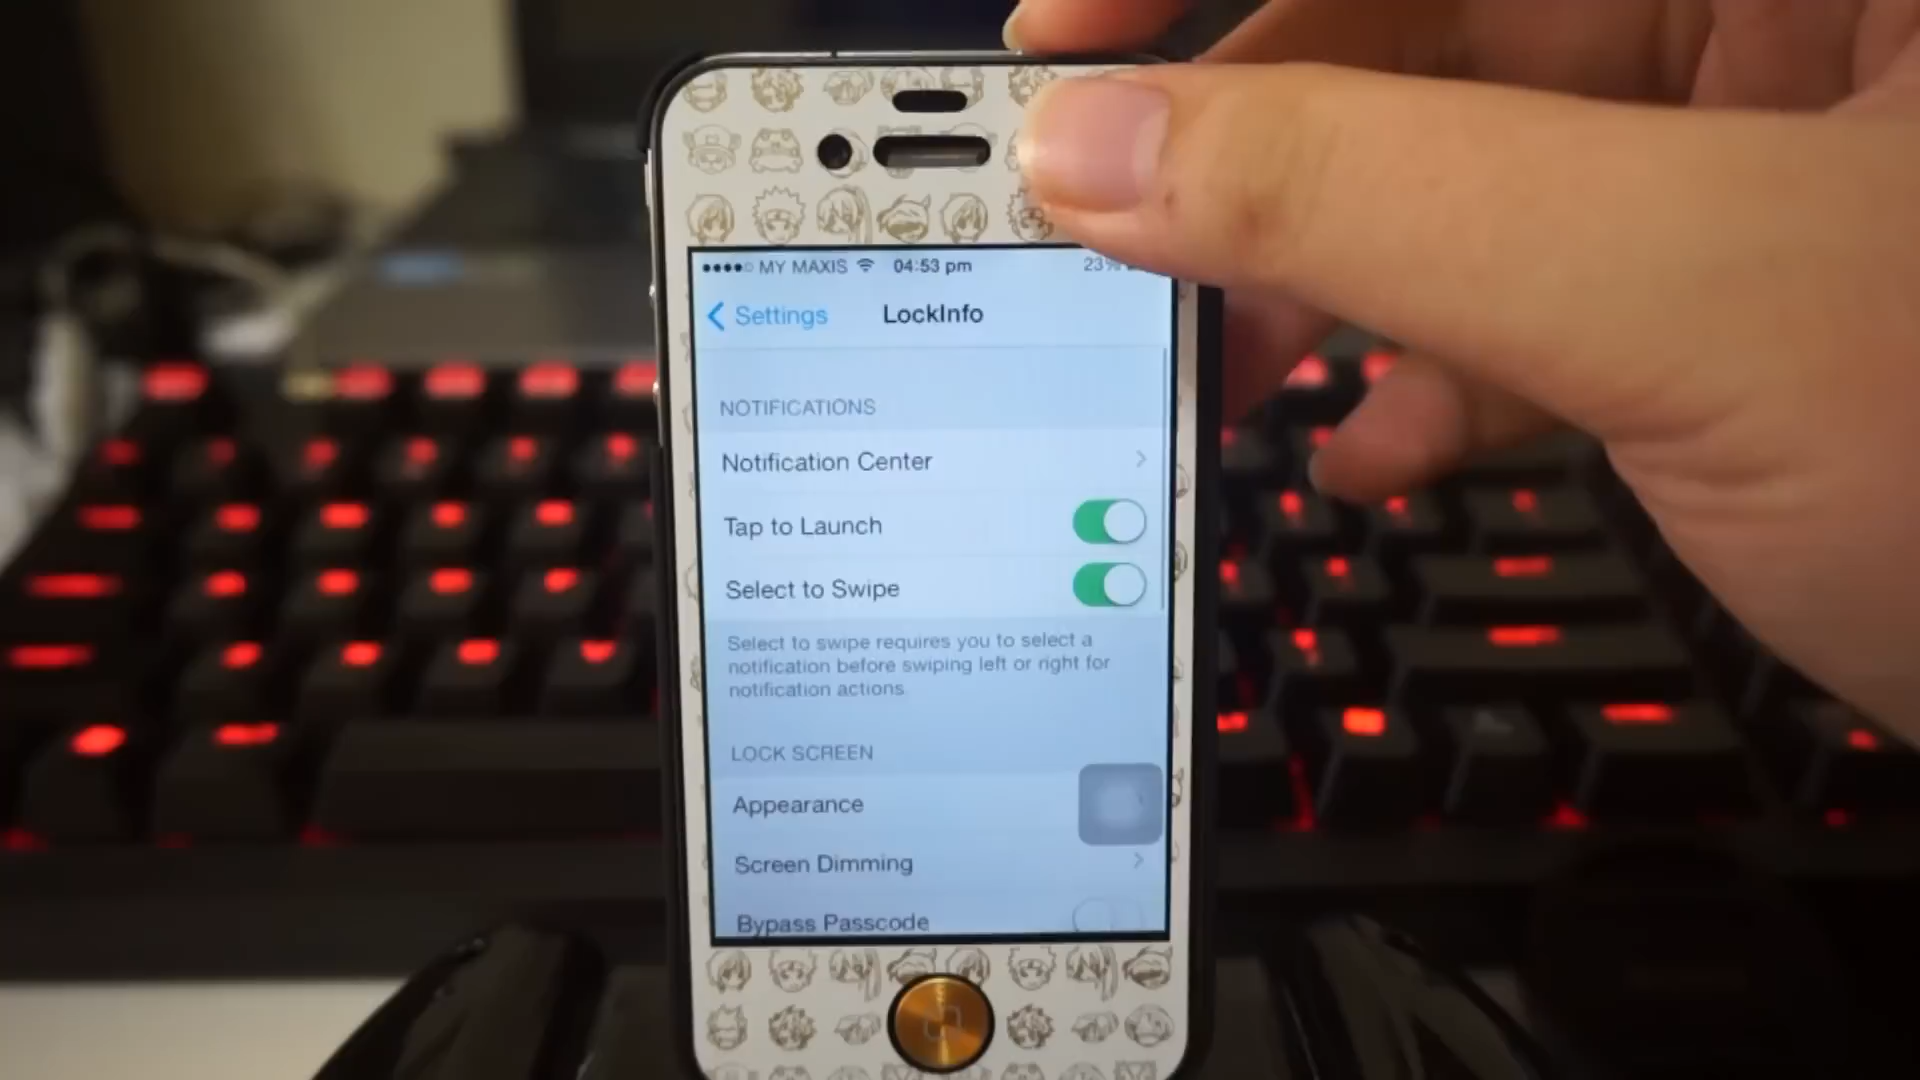 MY MAXIS 04:53 pm 23%
Settings LockInfo
NOTIFICATIONS
Notification Center
Tap to Launch
Select to Swipe
Select to swipe requires you to select a
notification before swiping left or right for
notification actions.
LOCK SCREEN
Appearance
Screen Dimming
Bypass Passcode